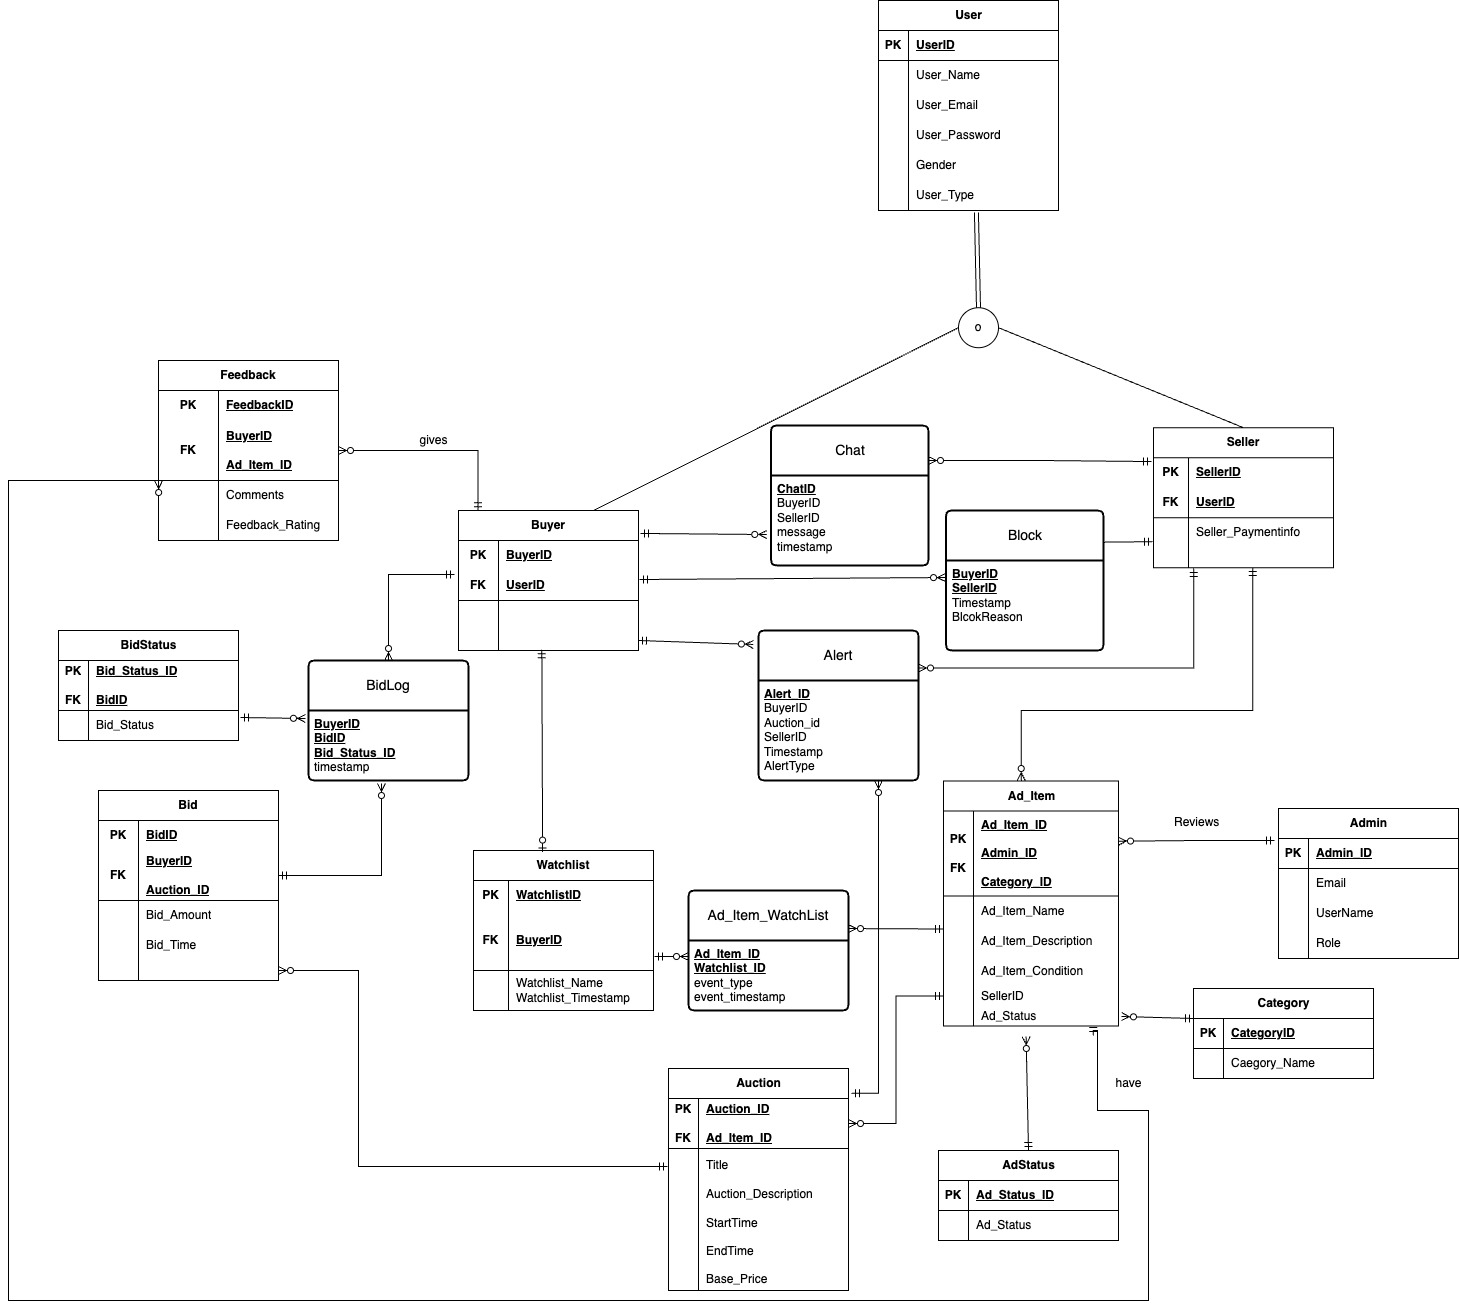 User
PK UserID
User_Name
User_Email
User_Password
Gender
User_Type
o
Feedback
PK FeedbackID
BuyerID
FK
Ad_Item_ID
Comments
Feedback_Rating
gives
Buyer
PK BuyerID
FK UserID
Chat
ChatID
BuyerID
SellerID
message
timestamp
Seller
PK SellerID
FK UserID
Seller_Paymentinfo
Block
BuyerID
SellerID
Timestamp
BlcokReason
BidStatus
PK Bid_Status_ID
FK BidID
Bid_Status
BidLog
BuyerID
BidID
Bid_Status_ID
timestamp
Alert
Alert_ID
BuyerID
Auction_id
SellerID
Timestamp
AlertType
Bid
PK BidID
BuyerID
FK
Auction_ID
Bid_Amount
Bid_Time
Watchlist
PK WatchlistID
FK BuyerID
Watchlist_Name
Watchlist_Timestamp
Ad_Item_WatchList
Ad_Item_ID
Watchlist_ID
event_type
event_timestamp
Ad_Item
Ad_Item_ID
PK
Admin_ID
FK
Category_ID
Ad_Item_Name
Ad_Item_Description
Ad_Item_Condition
SellerID
Ad_Status
Reviews
Admin
PK Admin_ID
Email
UserName
Role
Category
PK CategoryID
Caegory_Name
have
Auction
PK Auction_ID
FK Ad_Item_ID
Title
Auction_Description
StartTime
EndTime
Base_Price
AdStatus
PK Ad_Status_ID
Ad_Status